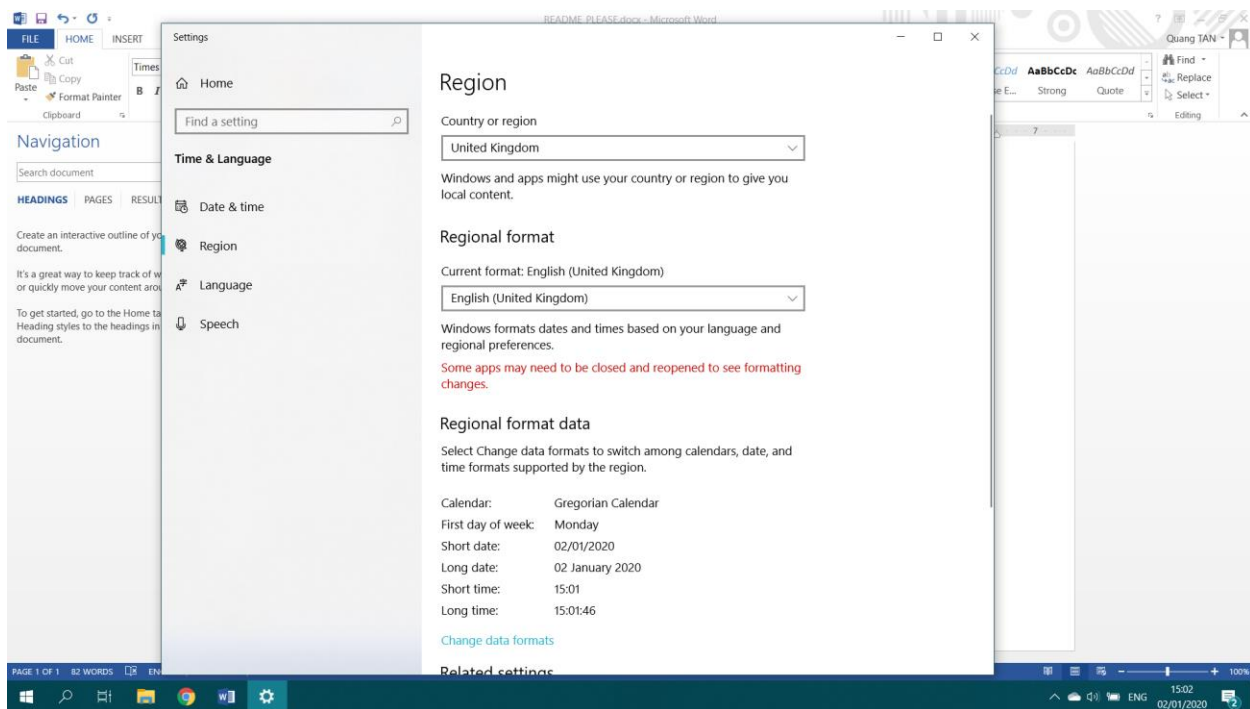 README PLEASE.docx - Microsoft Word
FILE HOME INSERT
Quang TAN
Cut
Copy
Format Painter
Paste
Clipboard
Times
B I
AaBbCcDc AaBbCcDd
Strong Quote
Find
Replace
Select
Editing
Navigation
Search document
HEADINGS PAGES RESULT
Create an interactive outline of
document.
It's a great way to keep track of
or quickly move your content
To get started, go to the Home
Heading styles to the headings in
document.
Settings
Home
Find a setting
Time & Language
Date & time
Region
Language
Speech
Region
Country or region
United Kingdom
Windows and apps might use your country or region to give you
local content.
Regional format
Current format: English (United Kingdom)
English (United Kingdom)
Windows formats dates and times based on your language and
regional preferences.
Some apps may need to be closed and reopened to see formatting
changes.
Regional format data
Select Change data formats to switch among calendars, date, and
time formats supported by the region.
Calendar: Gregorian Calendar
First day of week: Monday
Short date: 02/01/2020
Long date: 02 January 2020
Short time: 15:01
Long time: 15:01:46
Change data formats
Related settings
7
PAGE 1 OF 1 82 WORDS
100%
ENG
15:02
02/01/2020
2